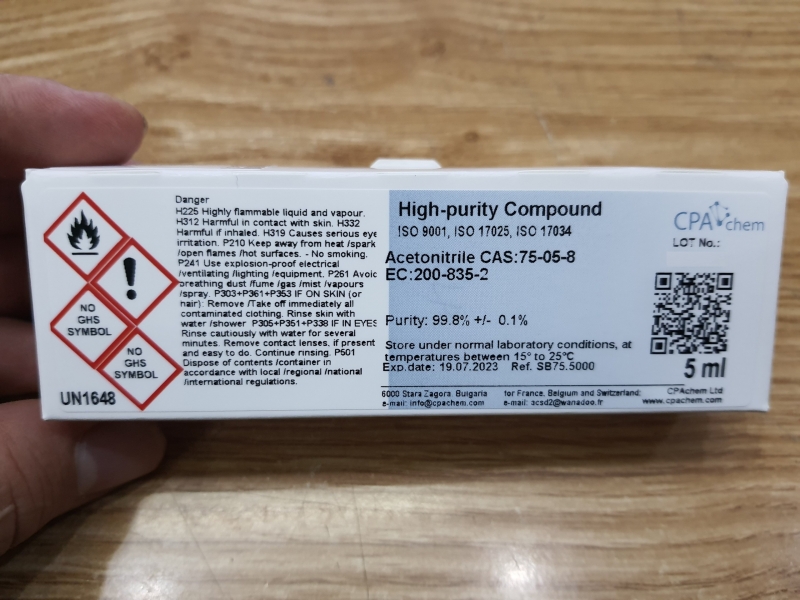 Danger
H225 Highly flammable liquid and vapour.
H312 Harmful in contact with skin. H332
Harmful if inhaled. H319 Causes serious eye
irritation. P210 Keep away from heat /spark
/open flames /hot surfaces. - No smoking.
P241 Use explosion-proof electrical
/ventilating /lighting /equipment. P261 Avoid
breathing dust /fume /gas /mist /vapours
/spray. P303+P361+P353 IF ON SKIN (or
hair): Remove /Take off immediately all
contaminated clothing. Rinse skin with
water /shower P305+P351+P338 IF IN EYES
Rinse cautiously with water for several
minutes. Remove contact lenses, if present
and easy to do. Continue rinsing. P501
Dispose of contents /container in
accordance with local /regional /national
/international regulations.
NO
GHS
SYMBOL
NO
GHS
SYMBOL
UN1648
High-purity Compound
ISO 9001, ISO 17025, ISO 17034
CPAchem
LOT No.:
Acetonitrile CAS:75-05-8
EC:200-835-2
Purity: 99.8% +/- 0.1%
Store under normal laboratory conditions, at
temperatures between 15° to 25°C
Exp.date: 19.07.2023 Ref. SB75.5000
5 ml
6000 Stara Zagora, Bulgaria
e-mail: info@cpachem.com
for France, Belgium and Switzerland:
e-mail: acsd2@wanadoo.fr
CPAchem Ltd
www.cpachem.com